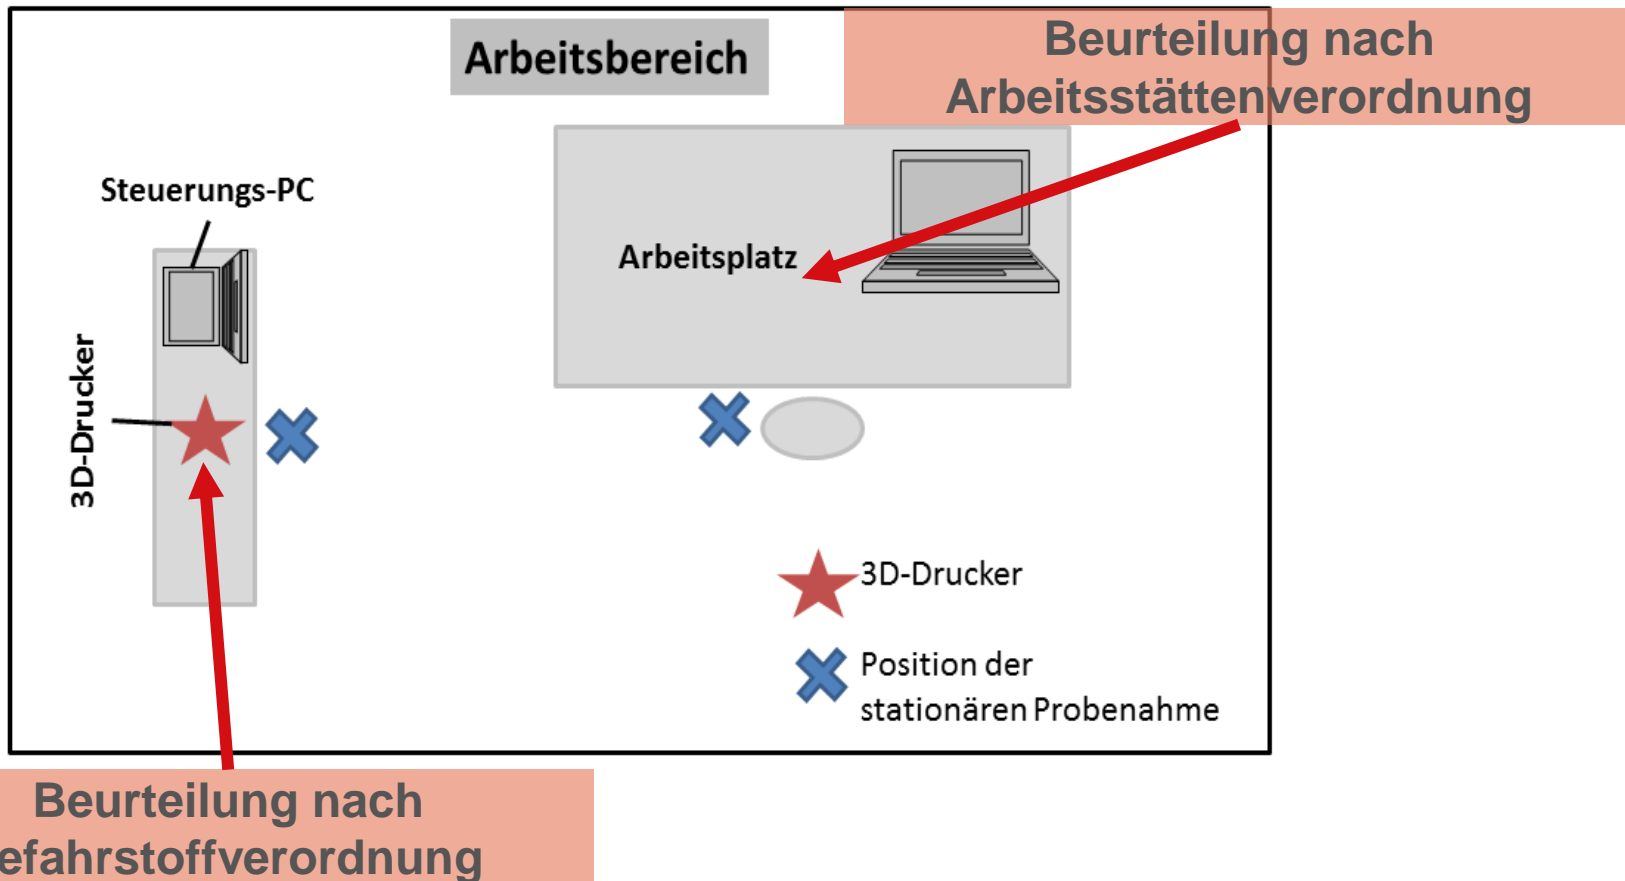 Arbeitsbereich
Beurteilung nach
Arbeitsstättenverordnung
Steuerungs-PC
Arbeitsplatz
3D-Drucker
3D-Drucker
Position der
stationären Probenahme
Beurteilung nach
efahrstoffverordnung